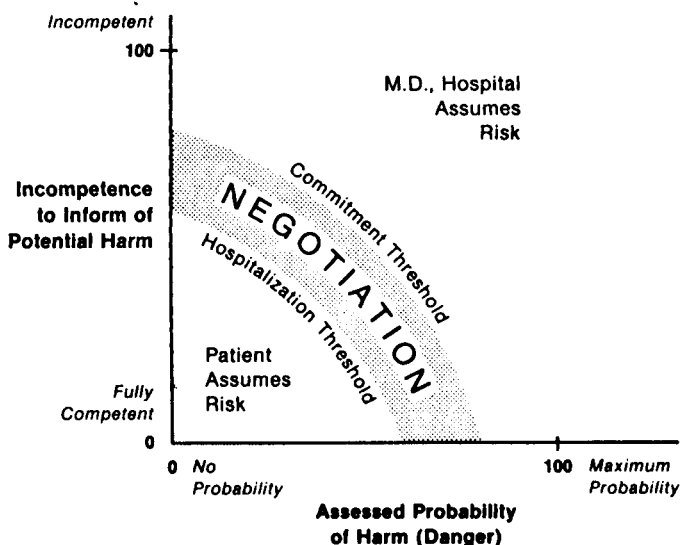 Incompetent
100
M.D., Hospital
Assumes
Risk
Incompetence
to Inform of
Potential Harm
Commitment Threshold
NEGOTIATION
Hospitalization Threshold
Patient
Assumes
Risk
Fully
Competent
0
0
No
Probability
100
Maximum
Probability
Assessed Probability
of Harm (Danger)